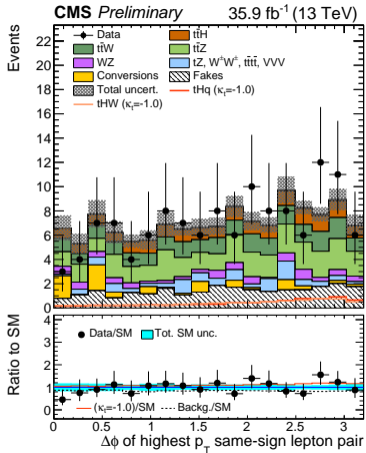 CMS Preliminary 35.9 fb⁻¹ (13 TeV)
Events
22
20
18
16
14
12
10
8
6
4
2
0
Data tt̄H
tt̄W tt̄Z
WZ tZ, W±W±, tt̄tt̄, VVV
Conversions Fakes
Total uncert. tHq (κt=-1.0)
tHW (κt=-1.0)
Ratio to SM
4
3
2
1
0
Data/SM Tot. SM unc.
(κt=-1.0)/SM Backg./SM
0 0.5 1 1.5 2 2.5 3
Δϕ of highest pT same-sign lepton pair